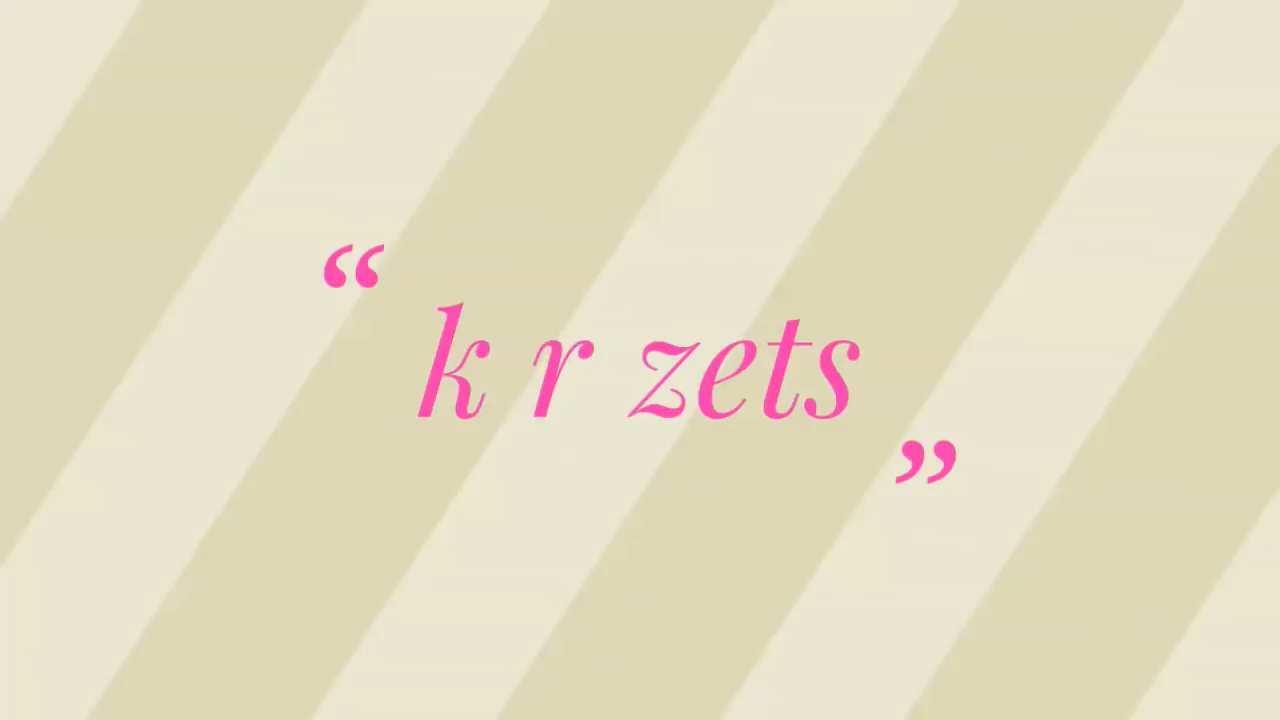 “ k r zets ”